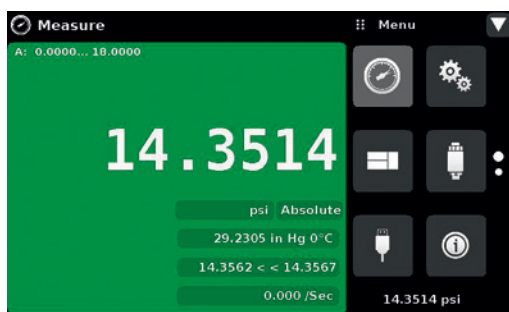 Measure
Menu
A: 0.0000... 18.0000
14.3514
psi Absolute
29.2305 in Hg 0°C
14.3562 < < 14.3567
0.000 /Sec
14.3514 psi